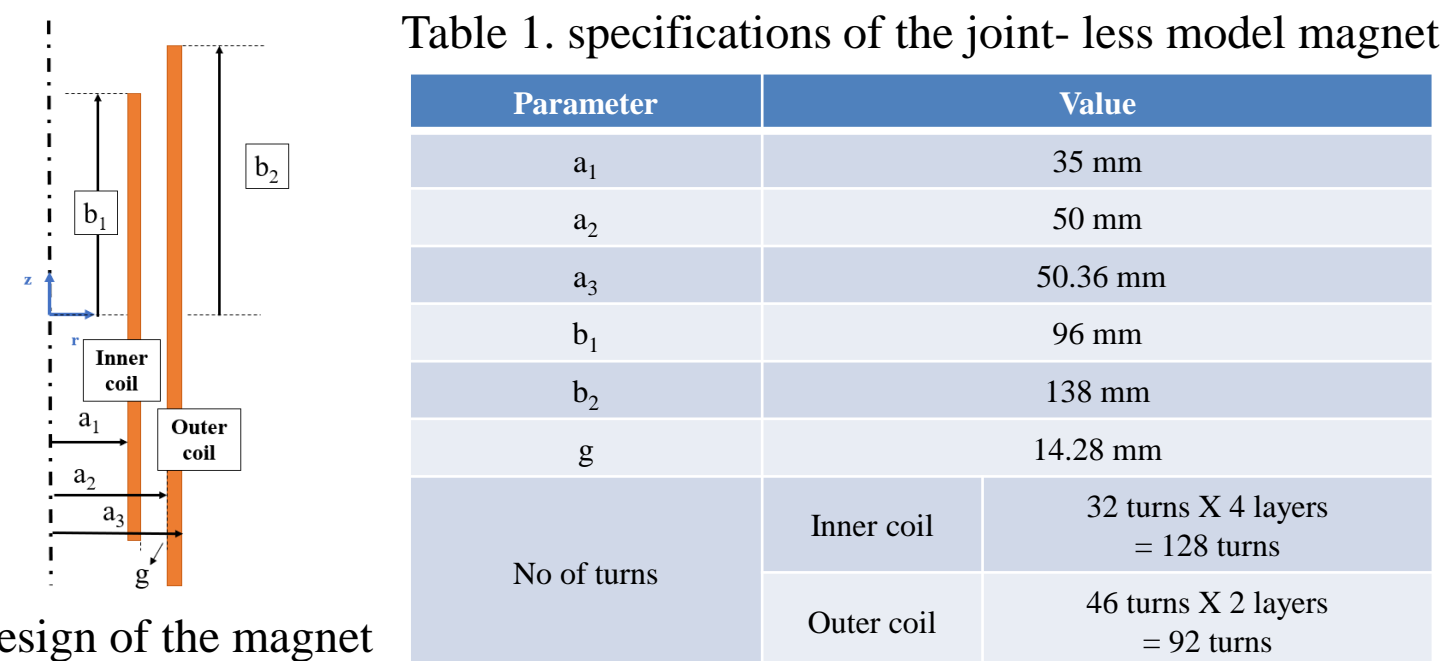 Table 1. specifications of the joint- less model magnet
b₂
b₁
z
r
Inner
coil
Outer
coil
a₁
a₂
a₃
g
esign of the magnet
Parameter Value
a₁ 35 mm
a₂ 50 mm
a₃ 50.36 mm
b₁ 96 mm
b₂ 138 mm
g 14.28 mm
No of turns
Inner coil
32 turns X 4 layers
= 128 turns
Outer coil
46 turns X 2 layers
= 92 turns